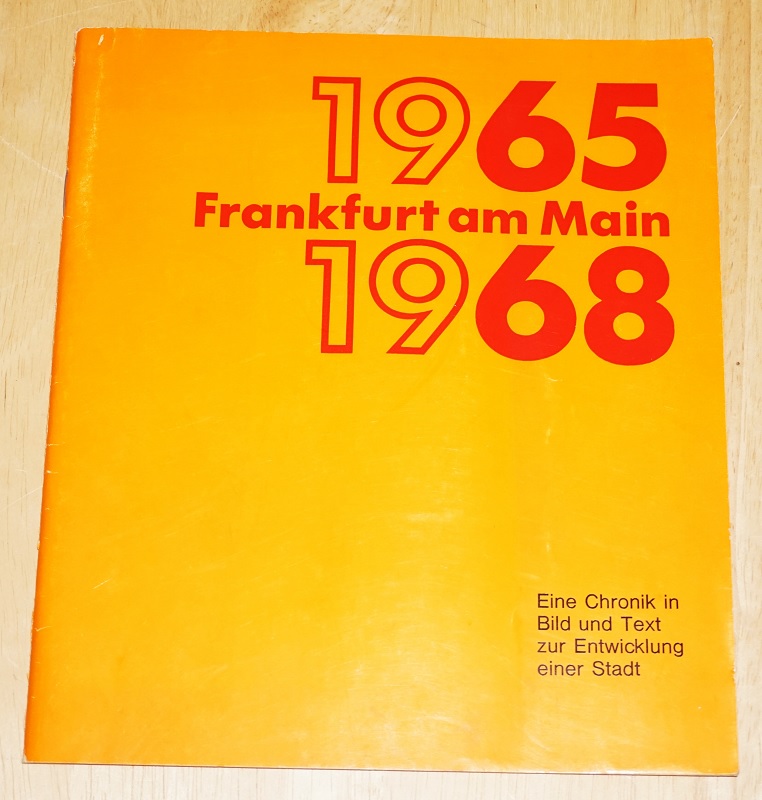 1965
Frankfurt am Main
1968
Eine Chronik in
Bild und Text
zur Entwicklung
einer Stadt